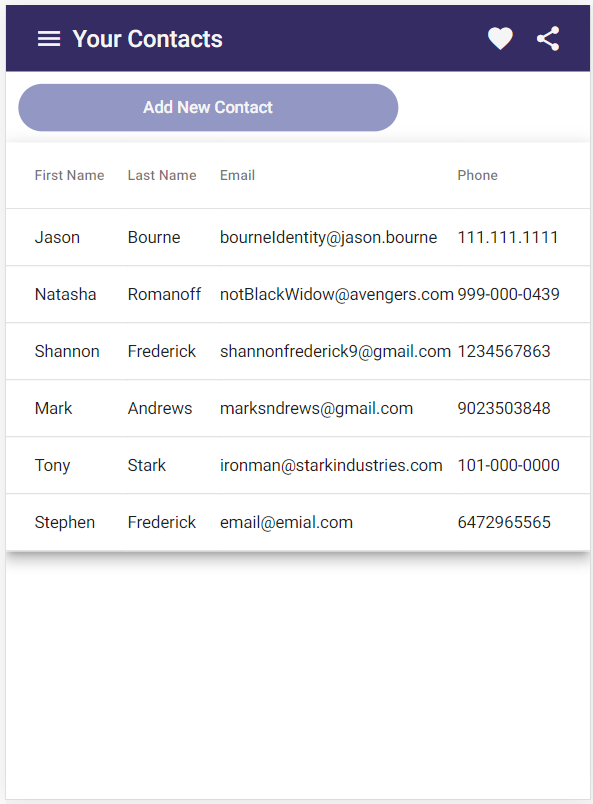 Your Contacts
Add New Contact
First Name Last Name Email Phone
Jason Bourne bourneIdentity@jason.bourne 111.111.1111
Natasha Romanoff notBlackWidow@avengers.com 999-000-0439
Shannon Frederick shannonfrederick9@gmail.com 1234567863
Mark Andrews marksndrews@gmail.com 9023503848
Tony Stark ironman@starkindustries.com 101-000-0000
Stephen Frederick email@emial.com 6472965565